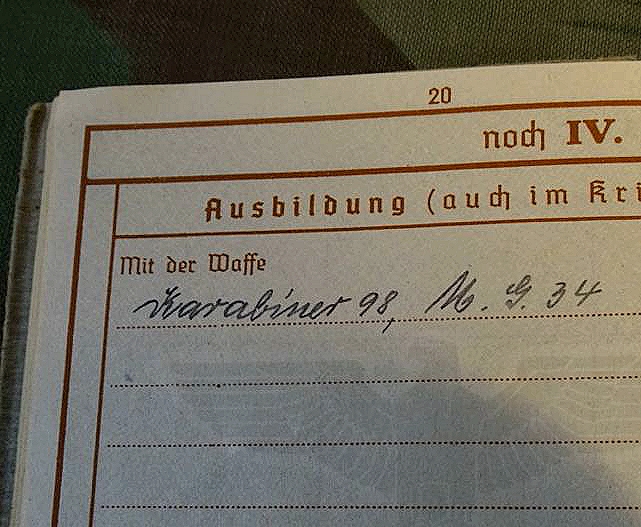 20
noch IV.
Ausbildung (auch im Kri
Mit der Waffe
Karabiner 98, M. G. 34